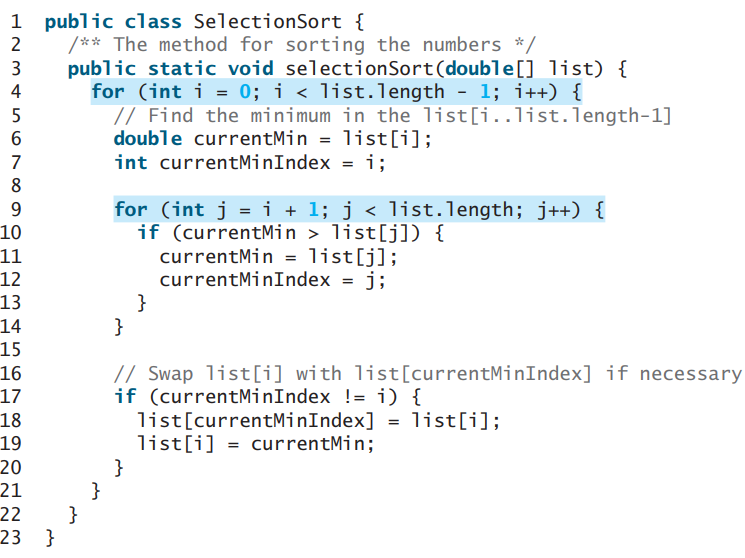 1 public class SelectionSort {
2 /** The method for sorting the numbers */
3 public static void selectionSort(double[] list) {
4 for (int i = 0; i < list.length - 1; i++) {
5 // Find the minimum in the list[i..list.length-1]
6 double currentMin = list[i];
7 int currentMinIndex = i;
8
9 for (int j = i + 1; j < list.length; j++) {
10 if (currentMin > list[j]) {
11 currentMin = list[j];
12 currentMinIndex = j;
13 }
14 }
15
16 // Swap list[i] with list[currentMinIndex] if necessary
17 if (currentMinIndex != i) {
18 list[currentMinIndex] = list[i];
19 list[i] = currentMin;
20 }
21 }
22 }
23 }